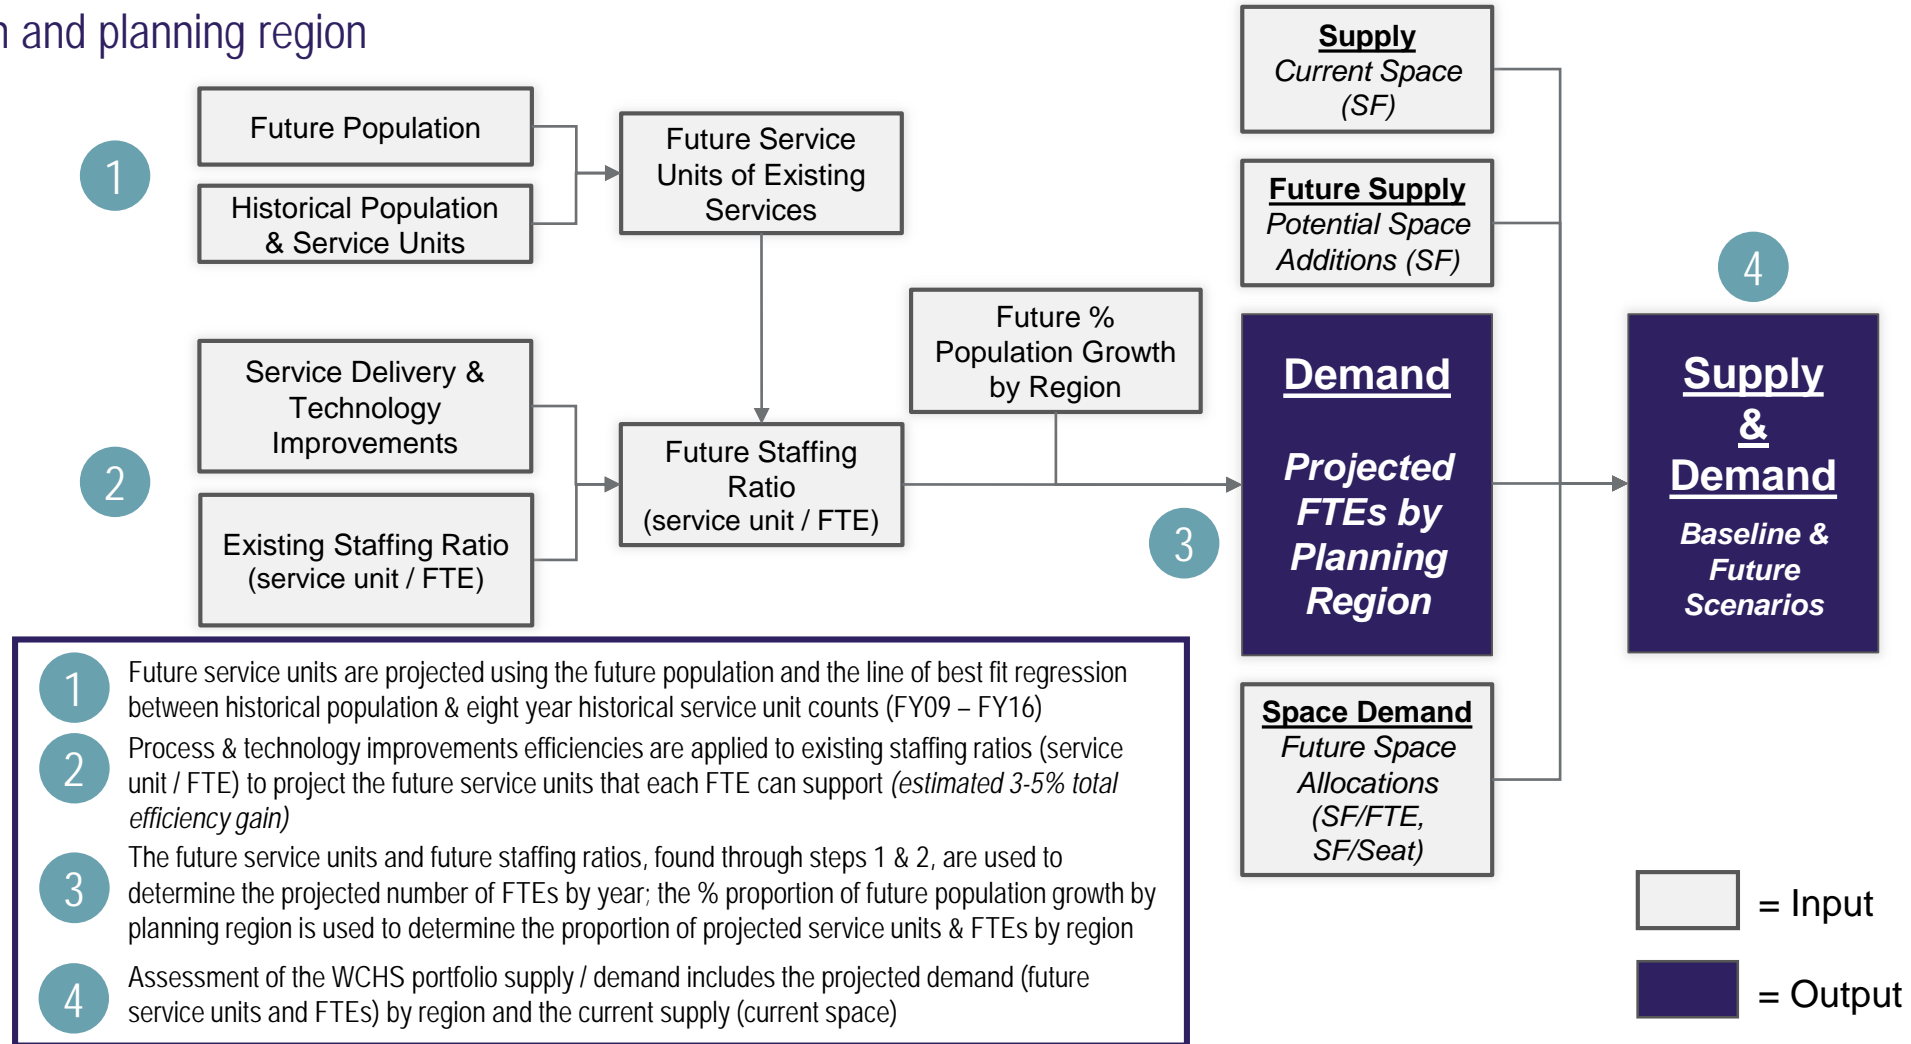 n and planning region
1
Future Population
Historical Population
& Service Units
Future Service
Units of Existing
Services
2
Service Delivery &
Technology
Improvements
Existing Staffing Ratio
(service unit / FTE)
Future Staffing
Ratio
(service unit / FTE)
Future %
Population Growth
by Region
3
Supply
Current Space
(SF)
Future Supply
Potential Space
Additions (SF)
Demand
Projected
FTEs by
Planning
Region
Space Demand
Future Space
Allocations
(SF/FTE,
SF/Seat)
4
Supply
&
Demand
Baseline &
Future
Scenarios
1
Future service units are projected using the future population and the line of best fit regression
between historical population & eight year historical service unit counts (FY09 – FY16)
2
Process & technology improvements efficiencies are applied to existing staffing ratios (service
unit / FTE) to project the future service units that each FTE can support (estimated 3-5% total
efficiency gain)
3
The future service units and future staffing ratios, found through steps 1 & 2, are used to
determine the projected number of FTEs by year; the % proportion of future population growth by
planning region is used to determine the proportion of projected service units & FTEs by region
4
Assessment of the WCHS portfolio supply / demand includes the projected demand (future
service units and FTEs) by region and the current supply (current space)
= Input
= Output